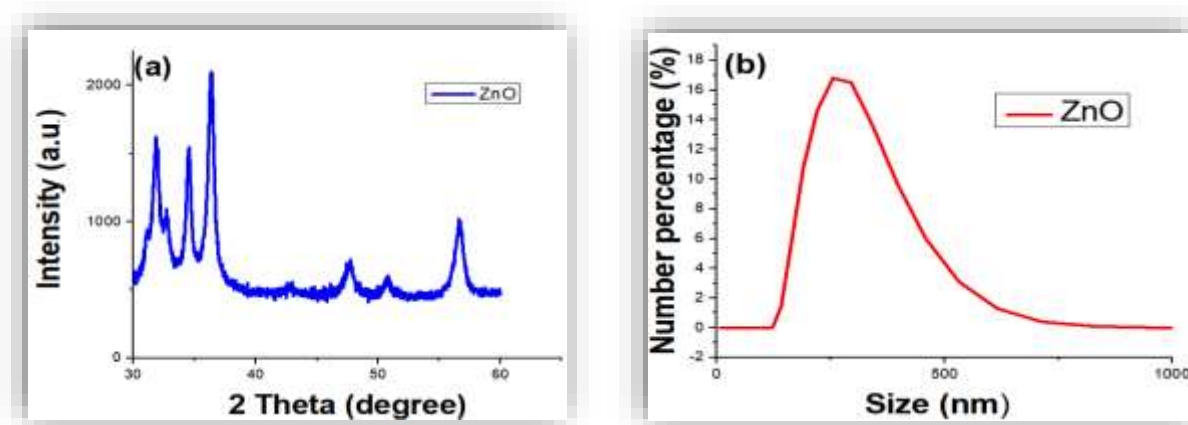 (a)
ZnO
Intensity (a.u.)
2000
1000
0
30
40
50
60
2 Theta (degree)
(b)
ZnO
Number percentage (%)
18
16
14
12
10
8
6
4
2
0
-2
0
500
1000
Size (nm)